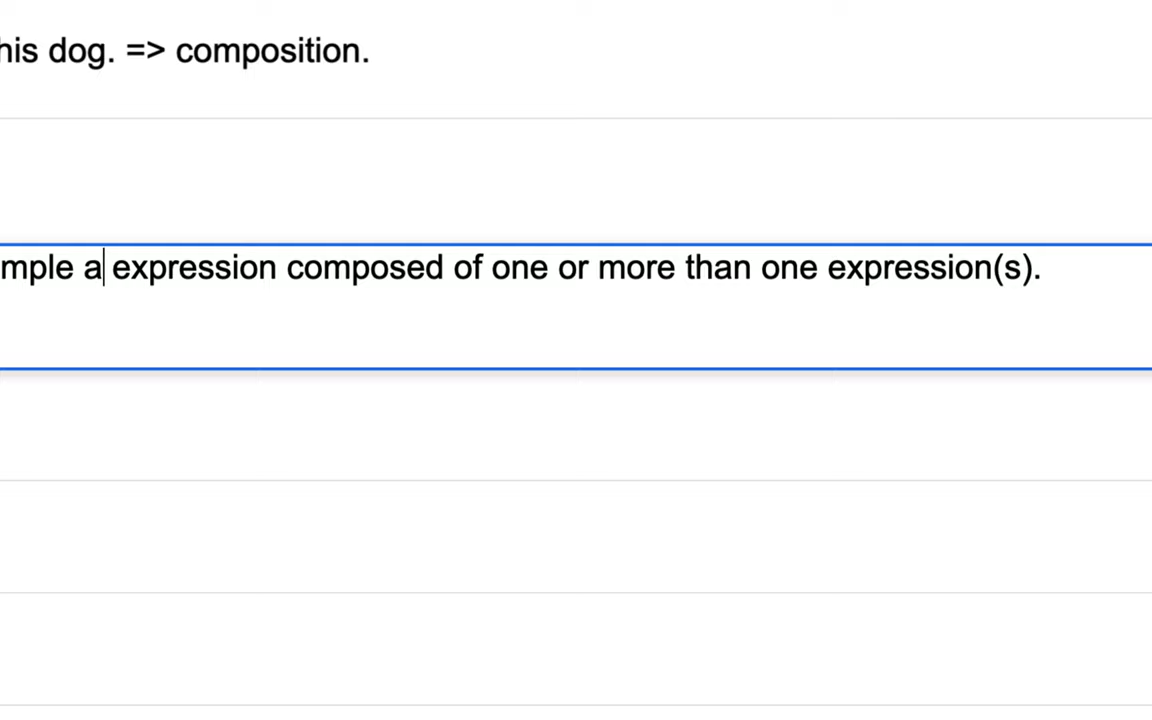 his dog. => composition.
mple a expression composed of one or more than one expression(s).